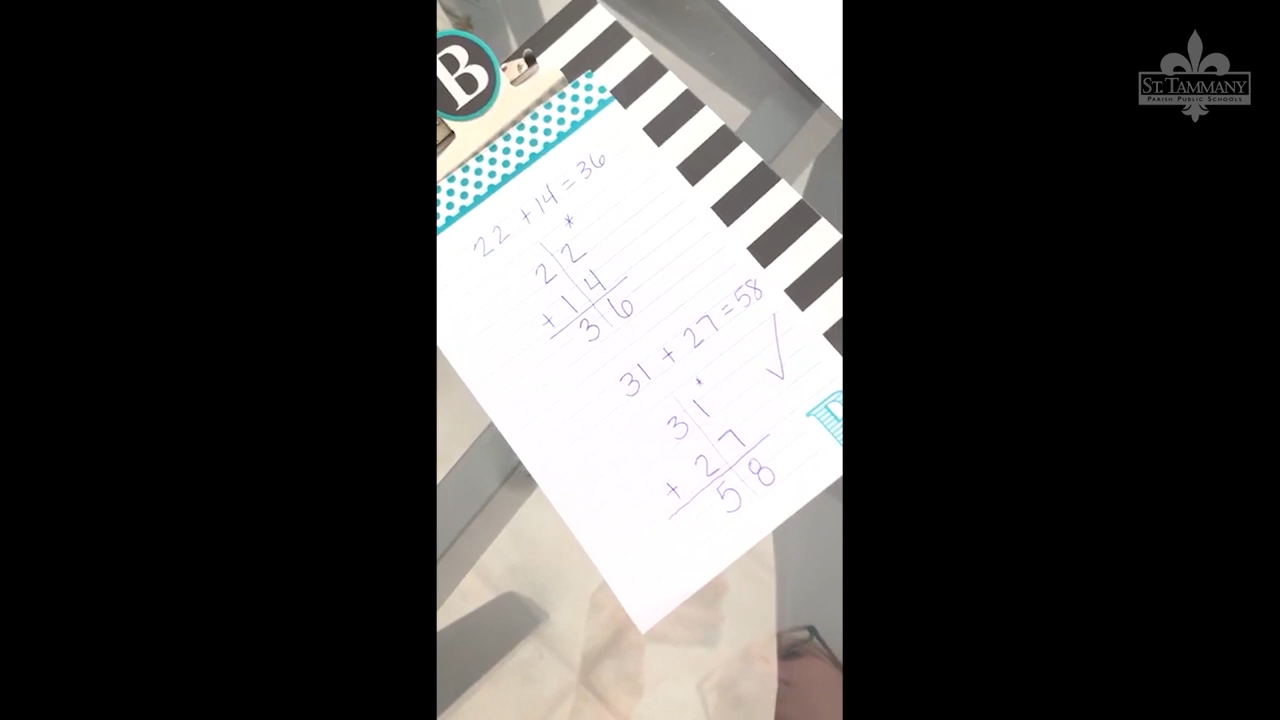 B
ST. TAMMANY
PARISH PUBLIC SCHOOLS
22 + 14 = 36
*
2 2
+ 1 4
3 6
31 + 27 = 58
✓
*
3 1
+ 2 7
5 8